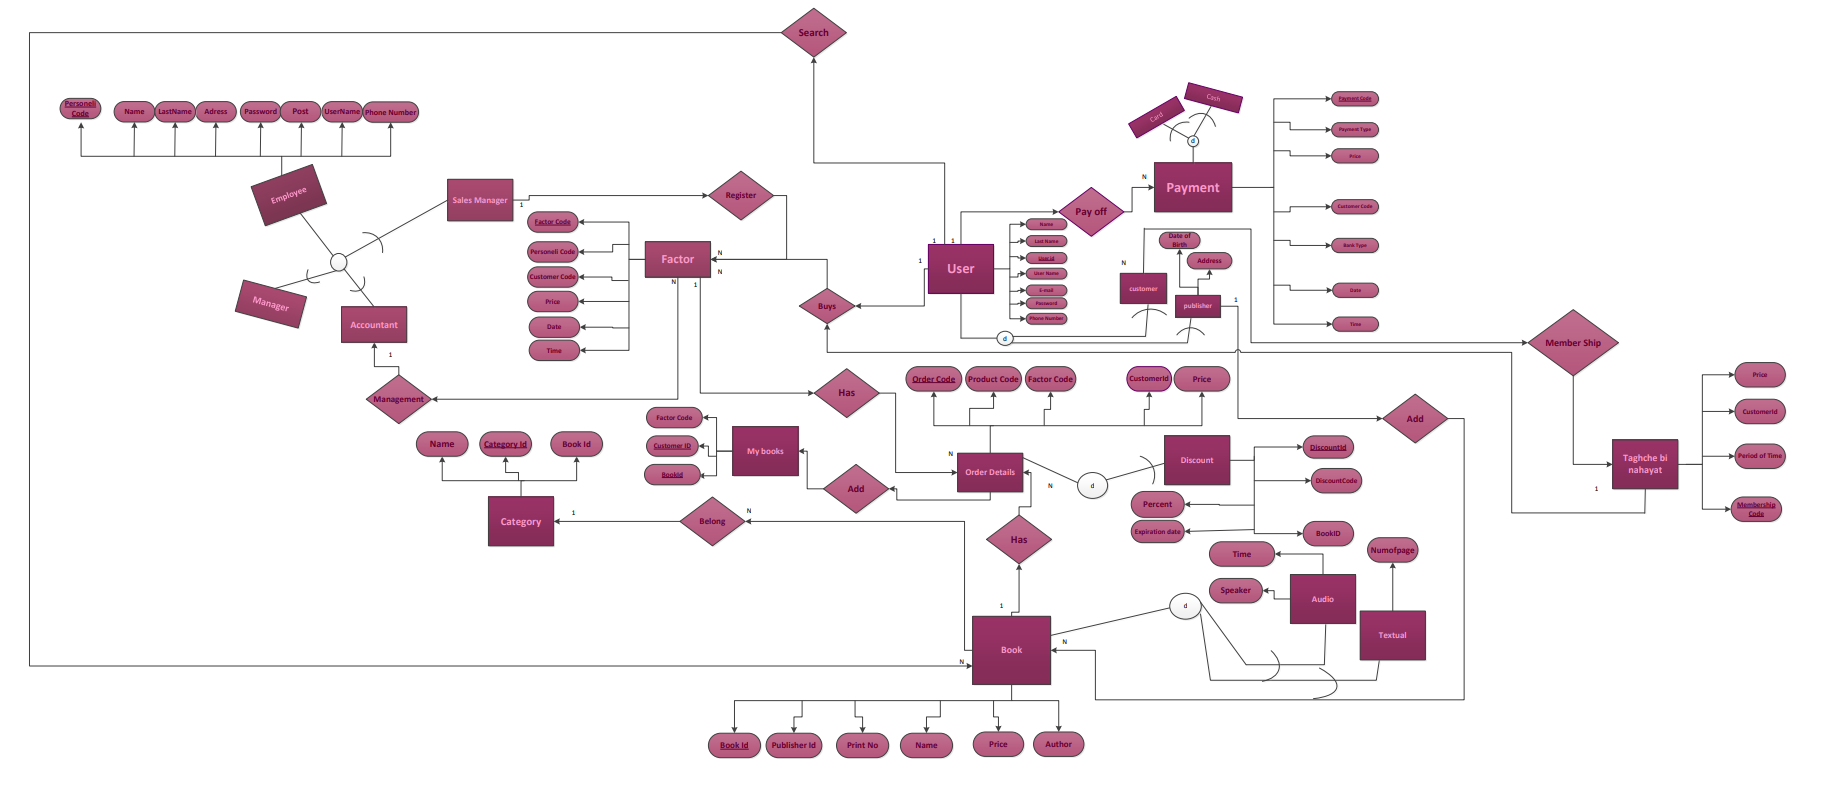 Search
Personeli
Code
Name
LastName
Adress
Password
Post
UserName
Phone Number
Employee
Sales Manager
1
Register
Manager
Accountant
1
Management
Factor Code
Personeli Code
Customer Code
Price
Date
Time
Factor
N
N
N
1
Buys
1
1
1
User
Name
Last Name
User id
User Name
E-mail
Password
Phone Number
d
Pay off
N
Card
Cash
d
Payment
Payment Code
Payment Type
Price
Customer Code
Bank Type
Date
Time
Date of
Birth
Address
N
customer
publisher
1
Member Ship
Price
CustomerId
Period of Time
Membership
Code
Taghche bi
nahayat
1
Has
Order Code
Product Code
Factor Code
CustomerId
Price
Add
Name
Category Id
Book Id
Category
1
Belong
N
Factor Code
Customer ID
BookId
My books
Add
N
Order Details
N
d
Discount
DiscountId
DiscountCode
Percent
Expiration date
BookID
Has
1
Time
Speaker
Audio
Numofpage
Textual
d
Book
N
N
Book Id
Publisher Id
Print No
Name
Price
Author